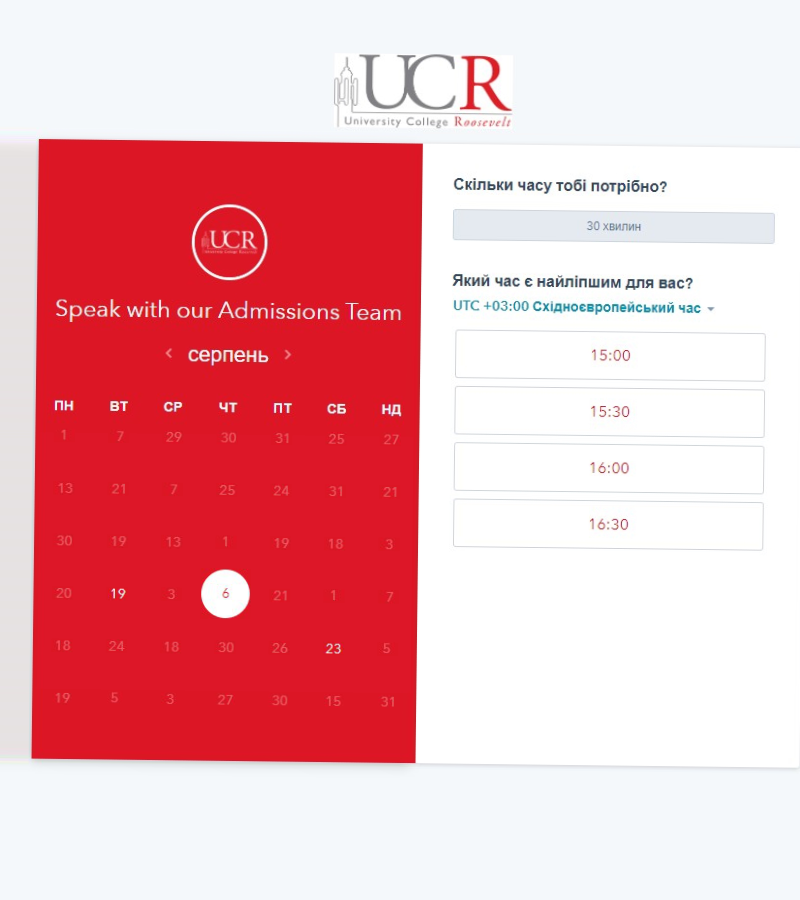 UCR
University College Roosevelt
UCR
Speak with our Admissions Team
< серпень >
ПН ВТ СР ЧТ ПТ СБ НД
1 7 29 30 31 25 27
13 21 7 25 24 31 21
30 19 13 1 19 18 3
20 19 3 6 21 1 7
18 24 18 30 26 23 5
19 5 3 27 30 15 31
Скільки часу тобі потрібно?
30 хвилин
Який час є найліпшим для вас?
UTC +03:00 Східноєвропейський час
15:00
15:30
16:00
16:30